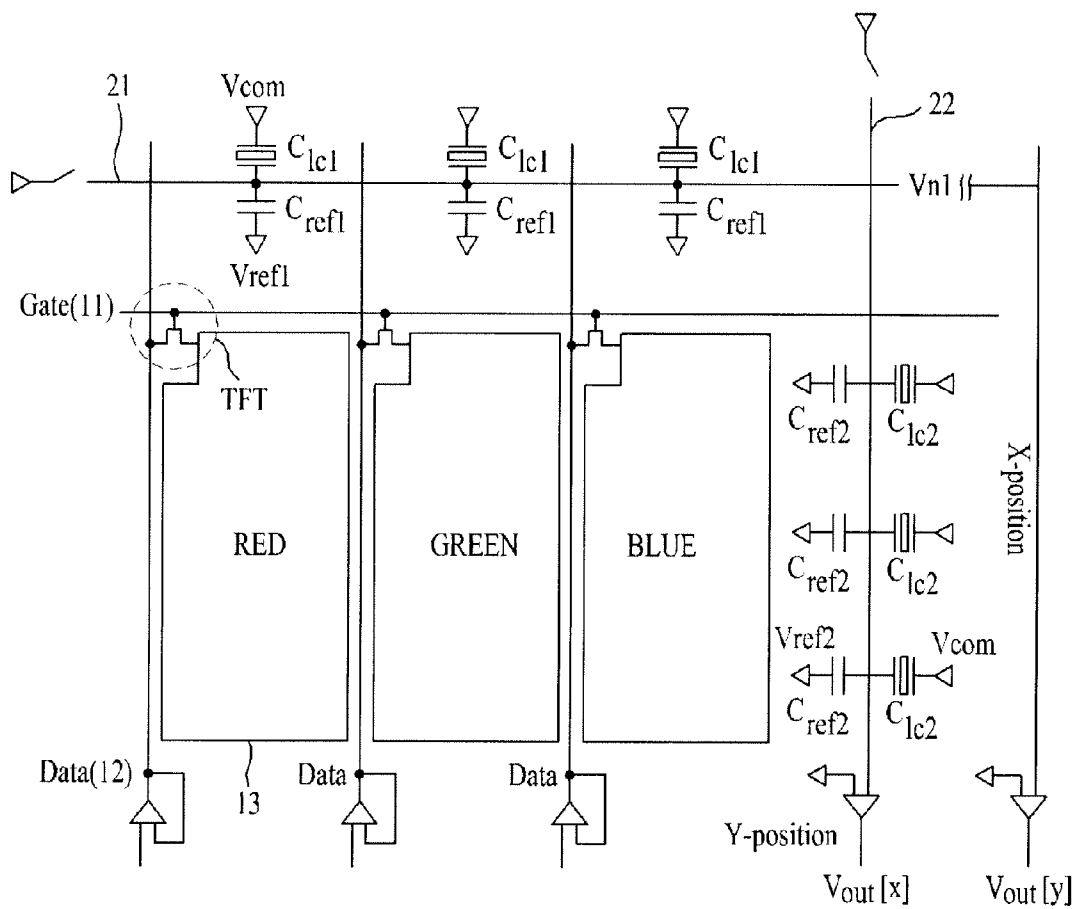 21
Vcom
22
Clc1
Clc1
Clc1
Vn1
Cref1
Cref1
Cref1
Vref1
Gate(11)
TFT
Cref2
Clc2
X-position
RED
GREEN
BLUE
Cref2
Clc2
Vref2
Vcom
Cref2
Clc2
Data(12)
Data
Data
13
Y-position
Vout[x]
Vout[y]